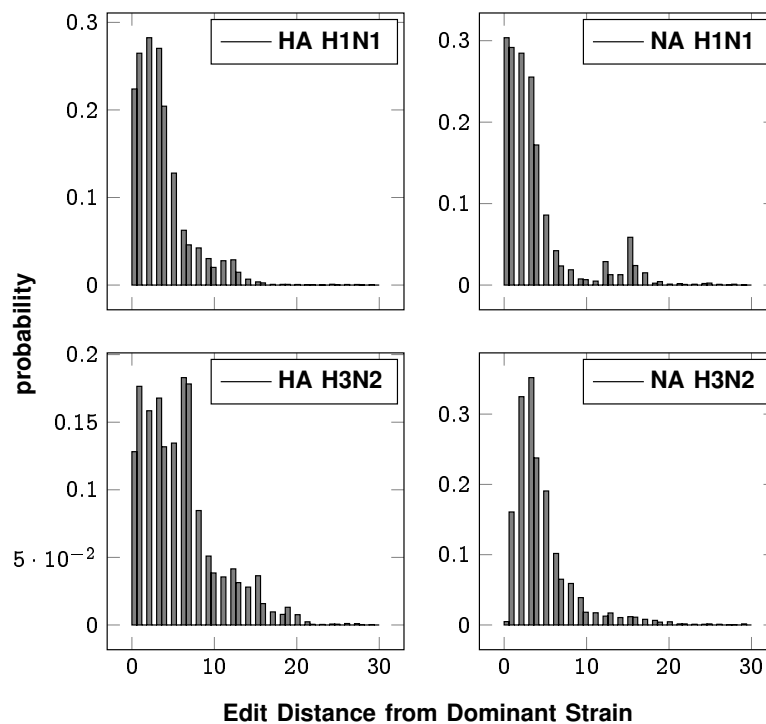 HA H1N1
0.3
0.2
0.1
0
NA H1N1
0.3
0.2
0.1
0
probability
HA H3N2
0.2
0.15
0.1
5 · 10⁻²
0
0 10 20 30
NA H3N2
0.3
0.2
0.1
0
0 10 20 30
Edit Distance from Dominant Strain